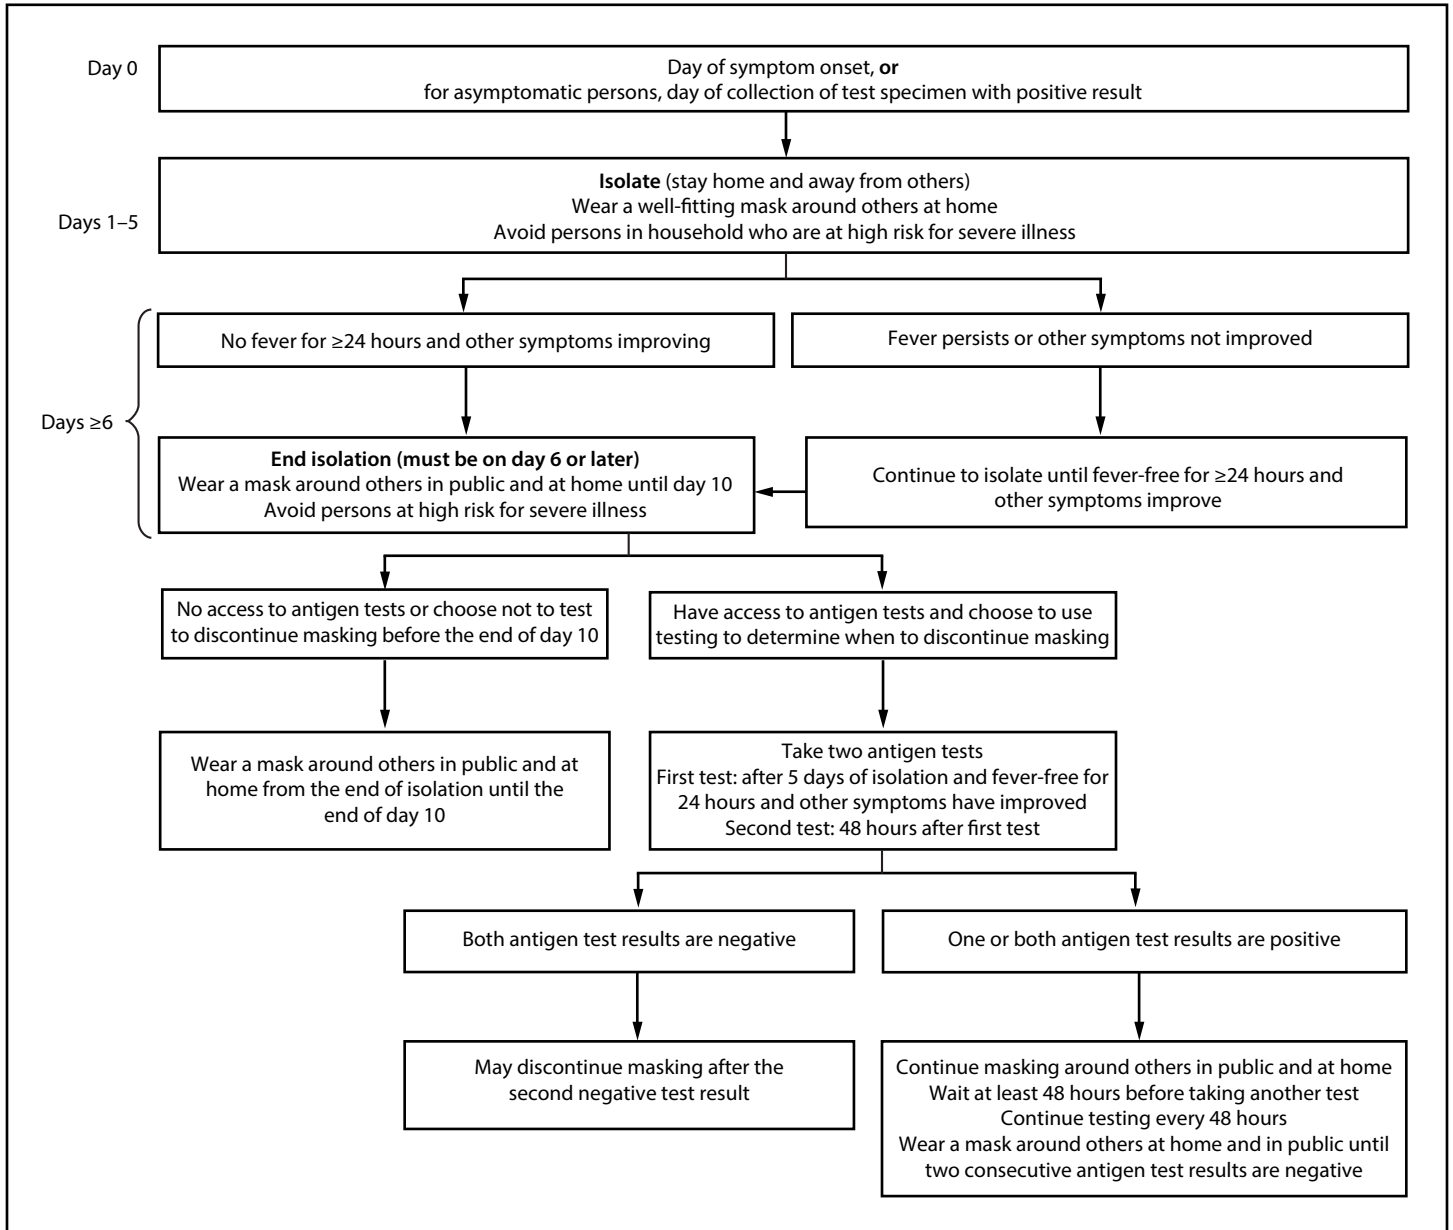 Day 0
Day of symptom onset, or
for asymptomatic persons, day of collection of test specimen with positive result
Days 1–5
Isolate (stay home and away from others)
Wear a well-fitting mask around others at home
Avoid persons in household who are at high risk for severe illness
Days ≥6
No fever for ≥24 hours and other symptoms improving
Fever persists or other symptoms not improved
End isolation (must be on day 6 or later)
Wear a mask around others in public and at home until day 10
Avoid persons at high risk for severe illness
Continue to isolate until fever-free for ≥24 hours and
other symptoms improve
No access to antigen tests or choose not to test
to discontinue masking before the end of day 10
Have access to antigen tests and choose to use
testing to determine when to discontinue masking
Wear a mask around others in public and at
home from the end of isolation until the
end of day 10
Take two antigen tests
First test: after 5 days of isolation and fever-free for
24 hours and other symptoms have improved
Second test: 48 hours after first test
Both antigen test results are negative
One or both antigen test results are positive
May discontinue masking after the
second negative test result
Continue masking around others in public and at home
Wait at least 48 hours before taking another test
Continue testing every 48 hours
Wear a mask around others at home and in public until
two consecutive antigen test results are negative